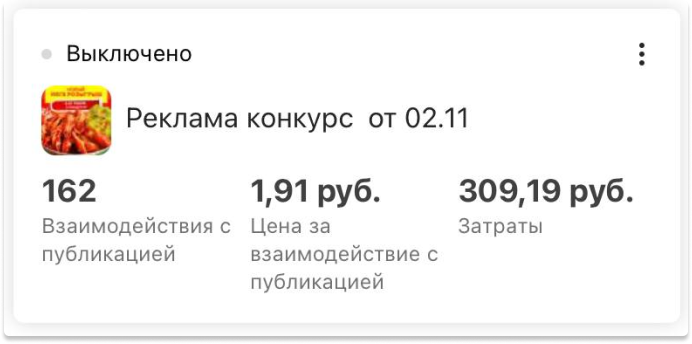 Выключено
Реклама конкурс от 02.11
162
1,91 руб.
309,19 руб.
Взаимодействия с
публикацией
Цена за
взаимодействие с
публикацией
Затраты